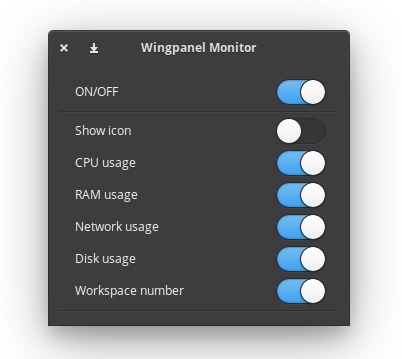 Wingpanel Monitor
ON/OFF
Show icon
CPU usage
RAM usage
Network usage
Disk usage
Workspace number